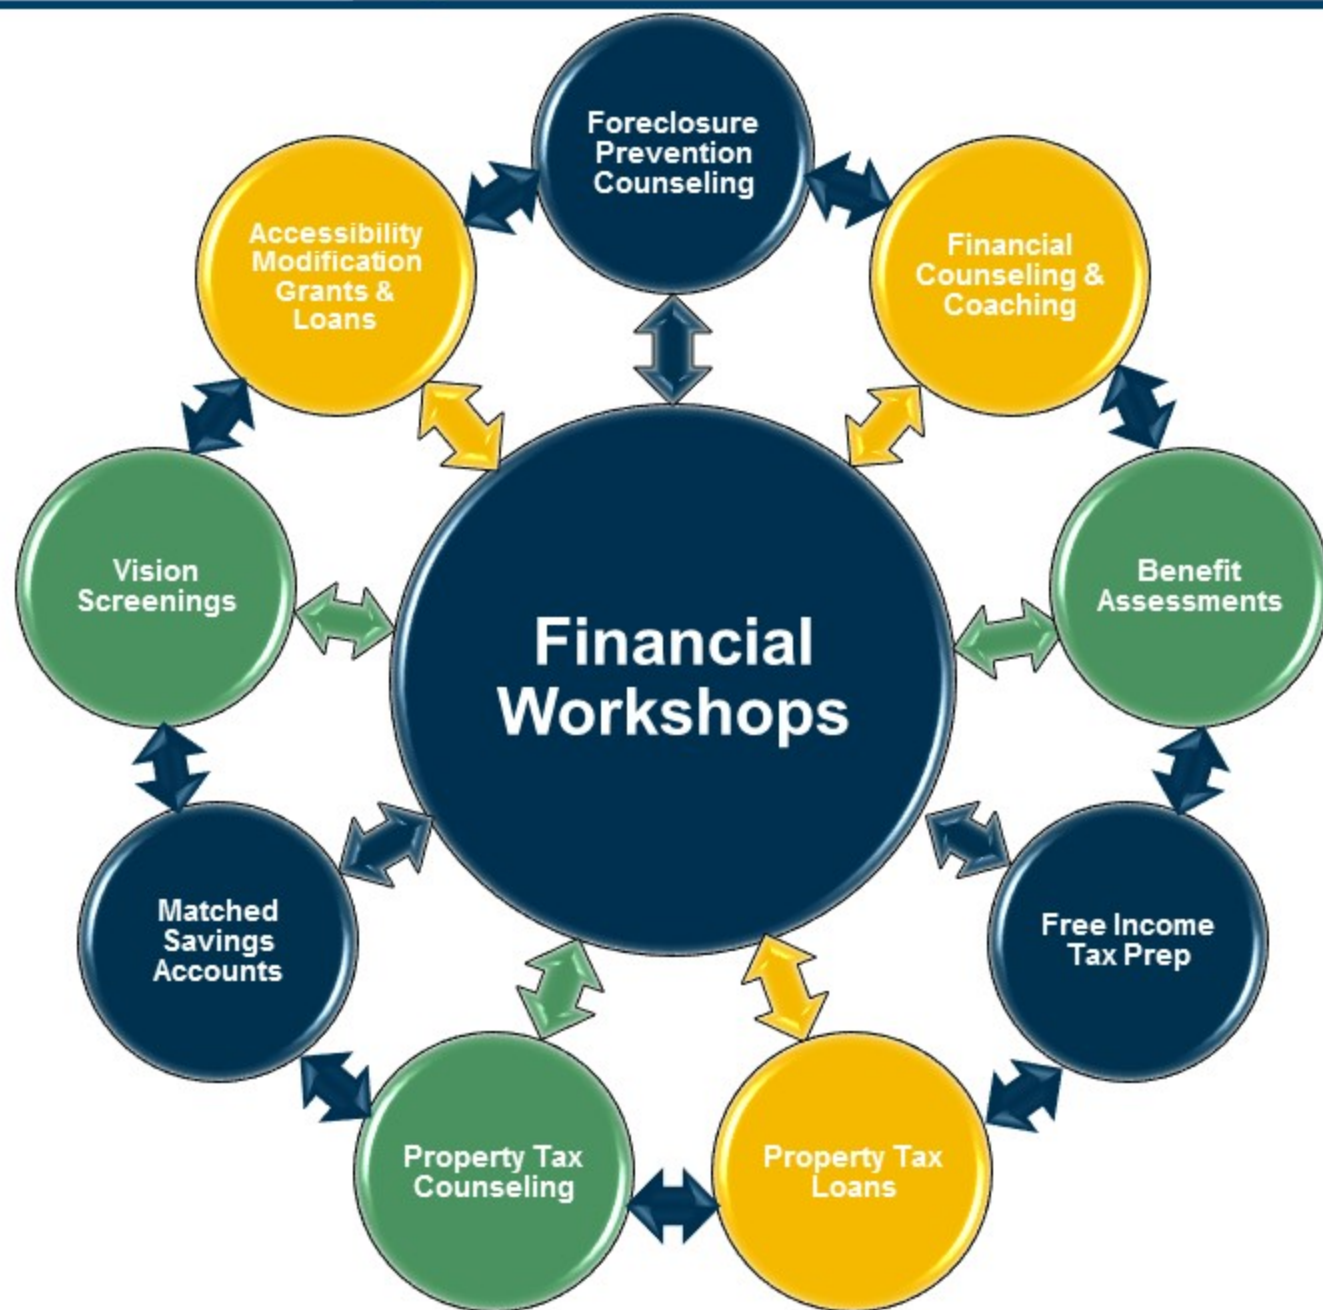 Foreclosure
Prevention
Counseling
Financial
Counseling &
Coaching
Benefit
Assessments
Free Income
Tax Prep
Property Tax
Loans
Property Tax
Counseling
Matched
Savings
Accounts
Vision
Screenings
Accessibility
Modification
Grants &
Loans
Financial
Workshops